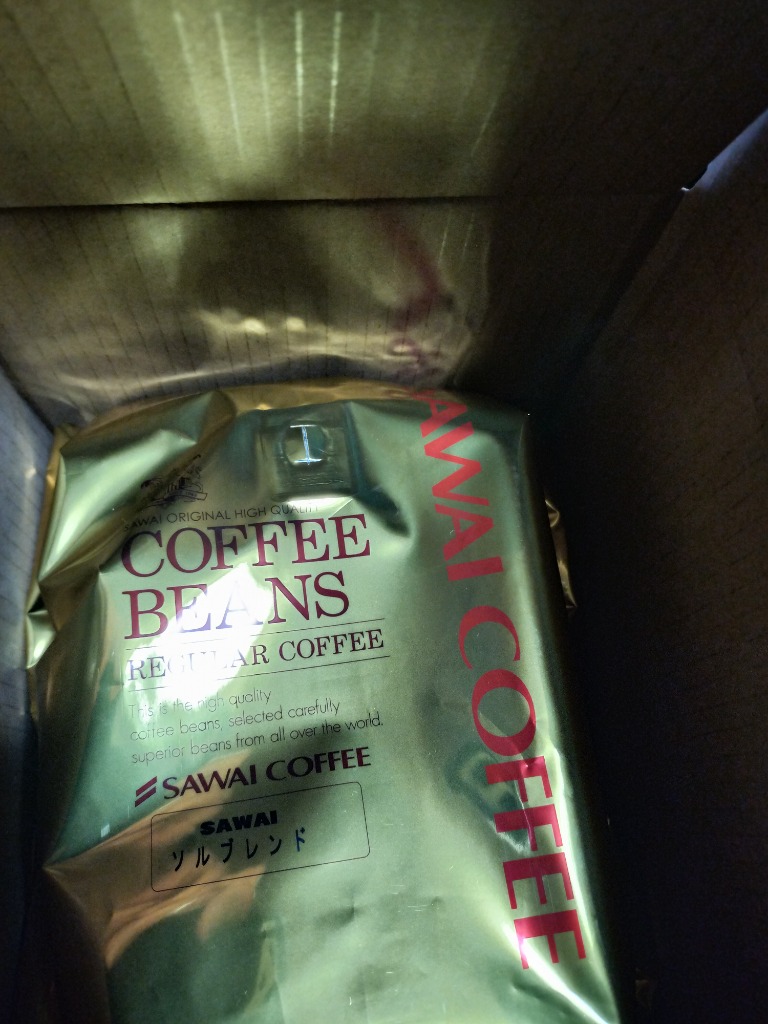 SAWAI ORIGINAL HIGH QUALITY
COFFEE
BEANS
REGULAR COFFEE
This is the high quality
coffee beans, selected carefully
superior beans from all over the world.
SAWAI COFFEE
SAWAI
ソルブレンド
SAWAI COFFEE